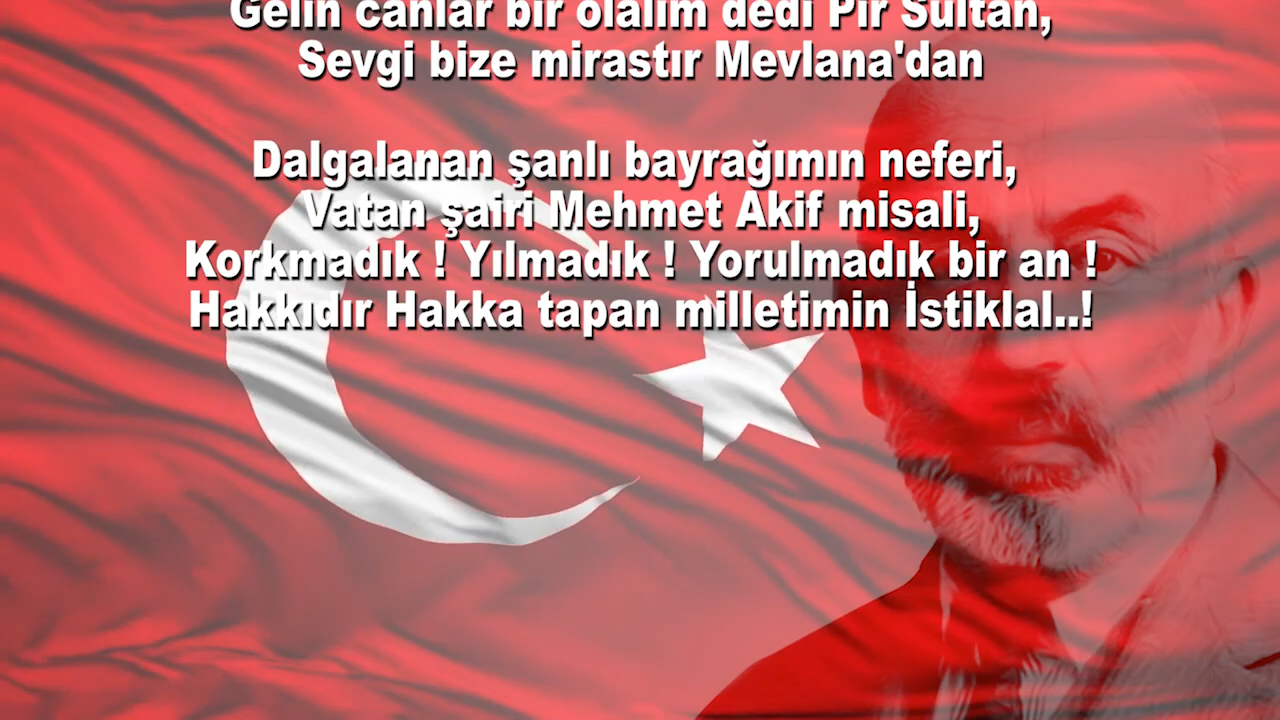 Gelin canlar bir olalım dedi Pir Sultan,
Sevgi bize mirastır Mevlana'dan
Dalgalanan şanlı bayrağımın neferi,
Vatan şairi Mehmet Akif misali,
Korkmadık ! Yılmadık ! Yorulmadık bir an !
Hakkıdır Hakka tapan milletimin İstiklal..!